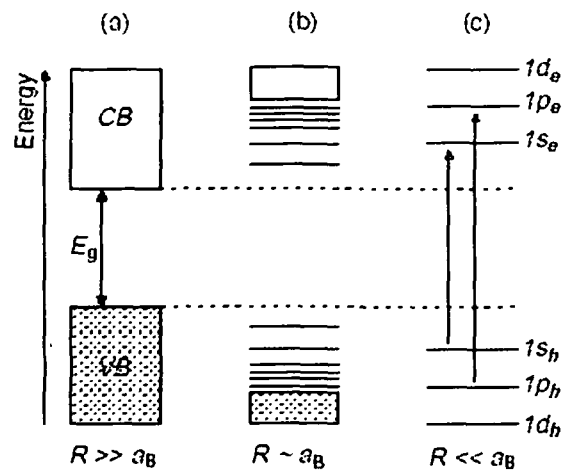 (a) (b) (c)
Energy
CB
E_g
VB
1d_e
1p_e
1s_e
1s_h
1p_h
1d_h
R >> a_B R ~ a_B R << a_B